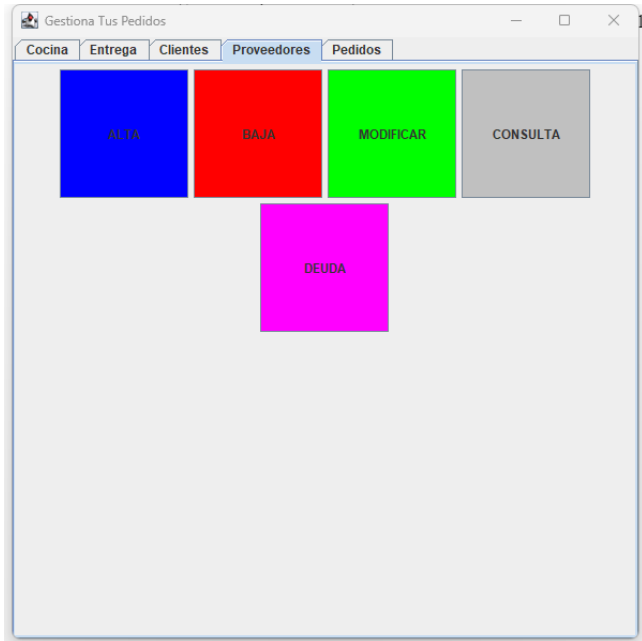 Gestiona Tus Pedidos
Cocina Entrega Clientes Proveedores Pedidos
ALTA BAJA MODIFICAR CONSULTA
DEUDA